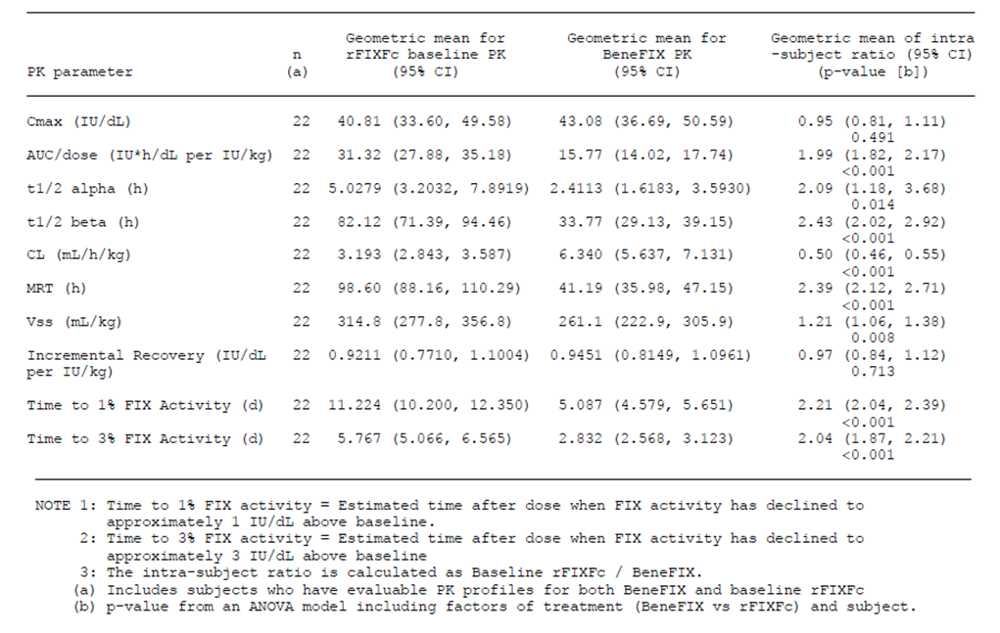 Geometric mean for Geometric mean for Geometric mean of intra
n rFIXFc baseline PK BeneFIX PK -subject ratio (95% CI)
PK parameter (a) (95% CI) (95% CI) (p-value [b])
Cmax (IU/dL) 22 40.81 (33.60, 49.58) 43.08 (36.69, 50.59) 0.95 (0.81, 1.11)
0.491
AUC/dose (IU*h/dL per IU/kg) 22 31.32 (27.88, 35.18) 15.77 (14.02, 17.74) 1.99 (1.82, 2.17)
<0.001
t1/2 alpha (h) 22 5.0279 (3.2032, 7.8919) 2.4113 (1.6183, 3.5930) 2.09 (1.18, 3.68)
0.014
t1/2 beta (h) 22 82.12 (71.39, 94.46) 33.77 (29.13, 39.15) 2.43 (2.02, 2.92)
<0.001
CL (mL/h/kg) 22 3.193 (2.843, 3.587) 6.340 (5.637, 7.131) 0.50 (0.46, 0.55)
<0.001
MRT (h) 22 98.60 (88.16, 110.29) 41.19 (35.98, 47.15) 2.39 (2.12, 2.71)
<0.001
Vss (mL/kg) 22 314.8 (277.8, 356.8) 261.1 (222.9, 305.9) 1.21 (1.06, 1.38)
0.008
Incremental Recovery (IU/dL 22 0.9211 (0.7710, 1.1004) 0.9451 (0.8149, 1.0961) 0.97 (0.84, 1.12)
per IU/kg) 0.713
Time to 1% FIX Activity (d) 22 11.224 (10.200, 12.350) 5.087 (4.579, 5.651) 2.21 (2.04, 2.39)
<0.001
Time to 3% FIX Activity (d) 22 5.767 (5.066, 6.565) 2.832 (2.568, 3.123) 2.04 (1.87, 2.21)
<0.001
NOTE 1: Time to 1% FIX activity = Estimated time after dose when FIX activity has declined to
approximately 1 IU/dL above baseline.
2: Time to 3% FIX activity = Estimated time after dose when FIX activity has declined to
approximately 3 IU/dL above baseline
3: The intra-subject ratio is calculated as Baseline rFIXFc / BeneFIX.
(a) Includes subjects who have evaluable PK profiles for both BeneFIX and baseline rFIXFc
(b) p-value from an ANOVA model including factors of treatment (BeneFIX vs rFIXFc) and subject.